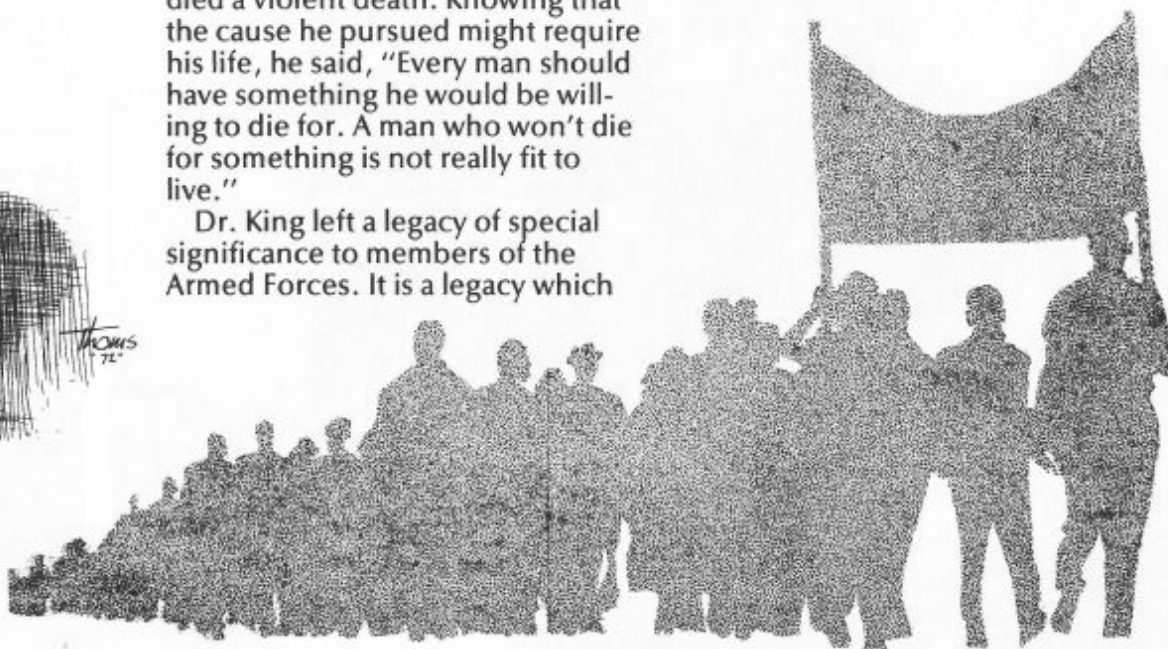 died a violent death. Knowing that
the cause he pursued might require
his life, he said, “Every man should
have something he would be will-
ing to die for. A man who won’t die
for something is not really fit to
live.”
Dr. King left a legacy of special
significance to members of the
Armed Forces. It is a legacy which
Thoms
"72"